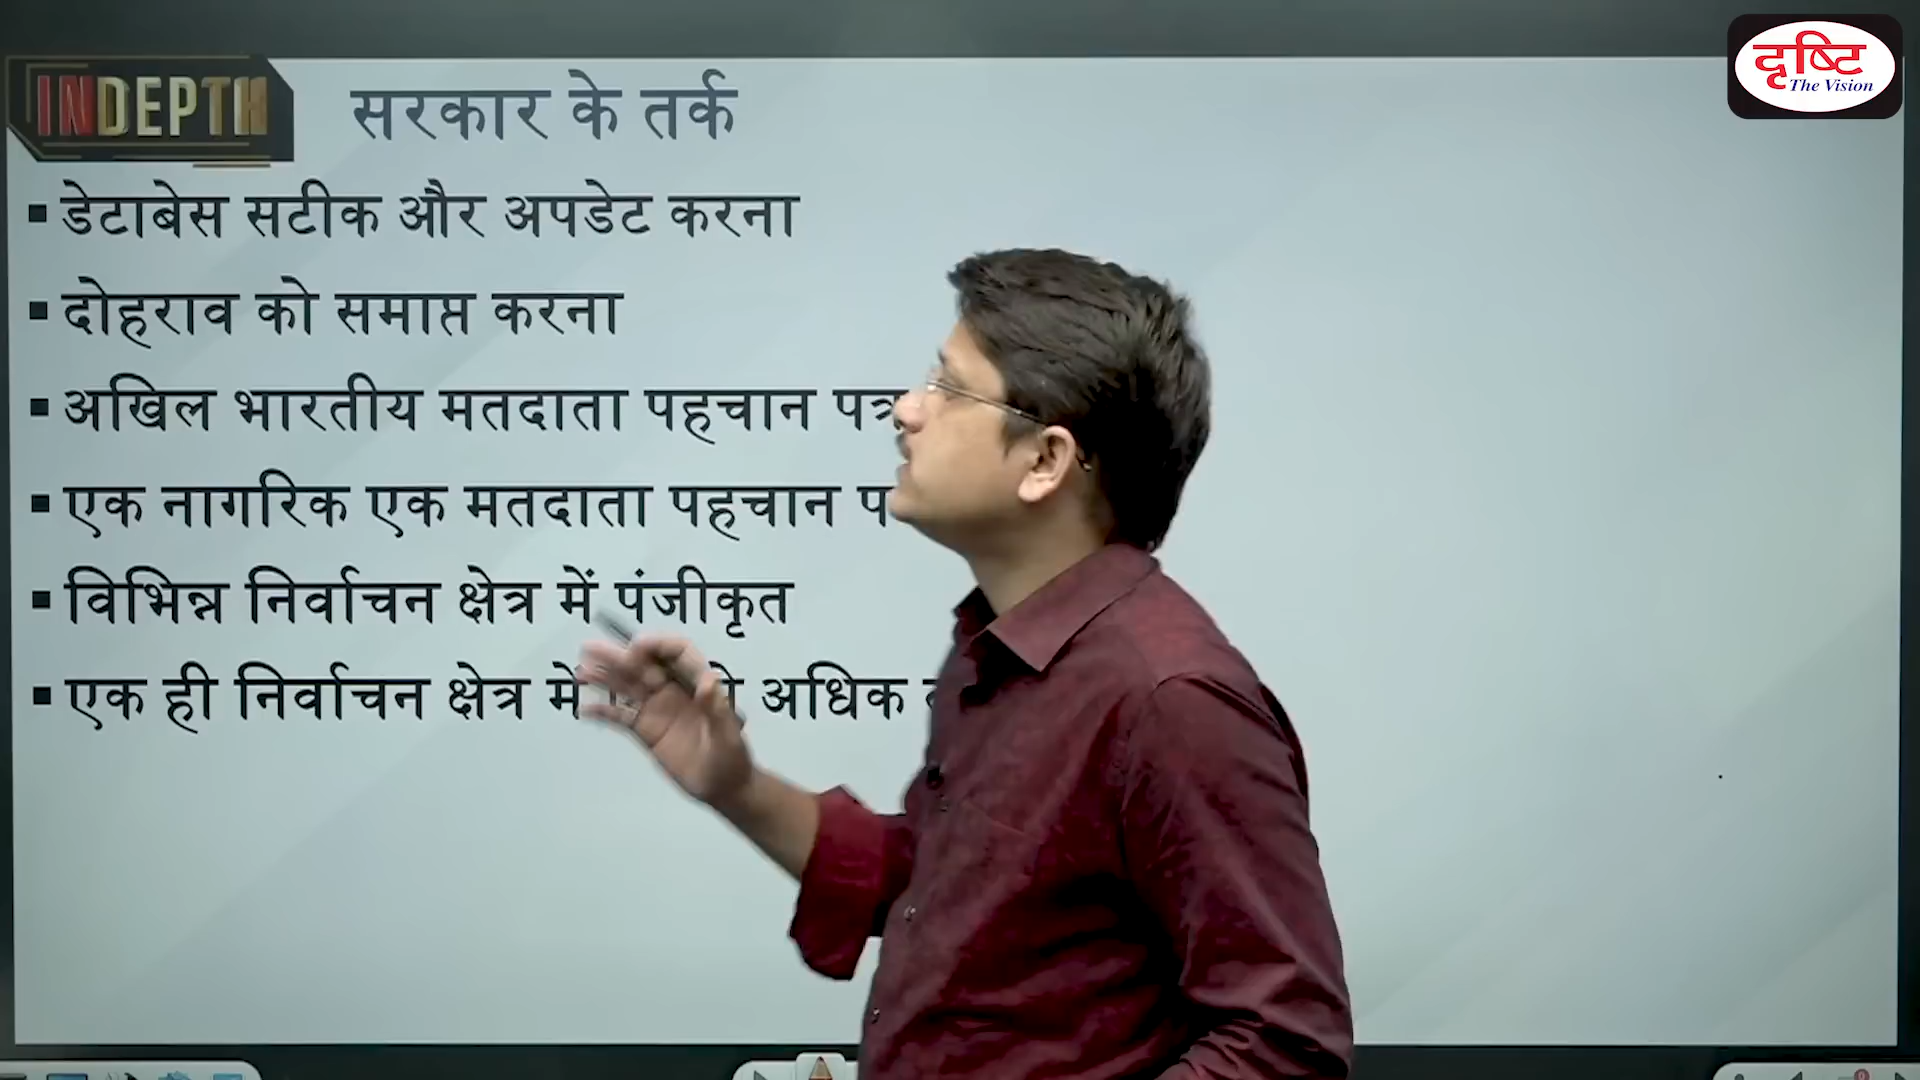 INDEPTH
सरकार के तर्क
दृष्टि
The Vision
▪ डेटाबेस सटीक और अपडेट करना
▪ दोहराव को समाप्त करना
▪ अखिल भारतीय मतदाता पहचान पत्र
▪ एक नागरिक एक मतदाता पहचान
▪ विभिन्न निर्वाचन क्षेत्र में पंजीकृत
▪ एक ही निर्वाचन क्षेत्र में अधिक